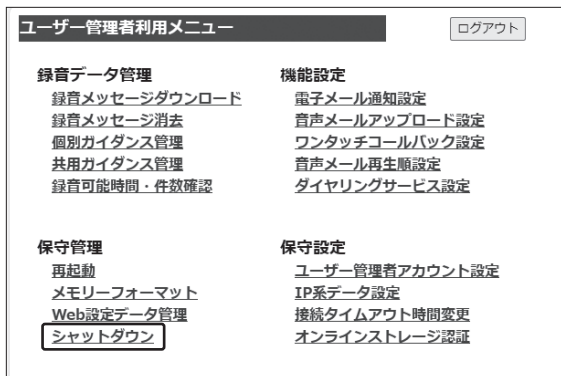 ユーザー管理者利用メニュー
ログアウト
録音データ管理
録音メッセージダウンロード
録音メッセージ消去
個別ガイダンス管理
共用ガイダンス管理
録音可能時間・件数確認
機能設定
電子メール通知設定
音声メールアップロード設定
ワンタッチコールバック設定
音声メール再生順設定
ダイヤリングサービス設定
保守管理
再起動
メモリーフォーマット
Web設定データ管理
シャットダウン
保守設定
ユーザー管理者アカウント設定
IP系データ設定
接続タイムアウト時間変更
オンラインストレージ認証